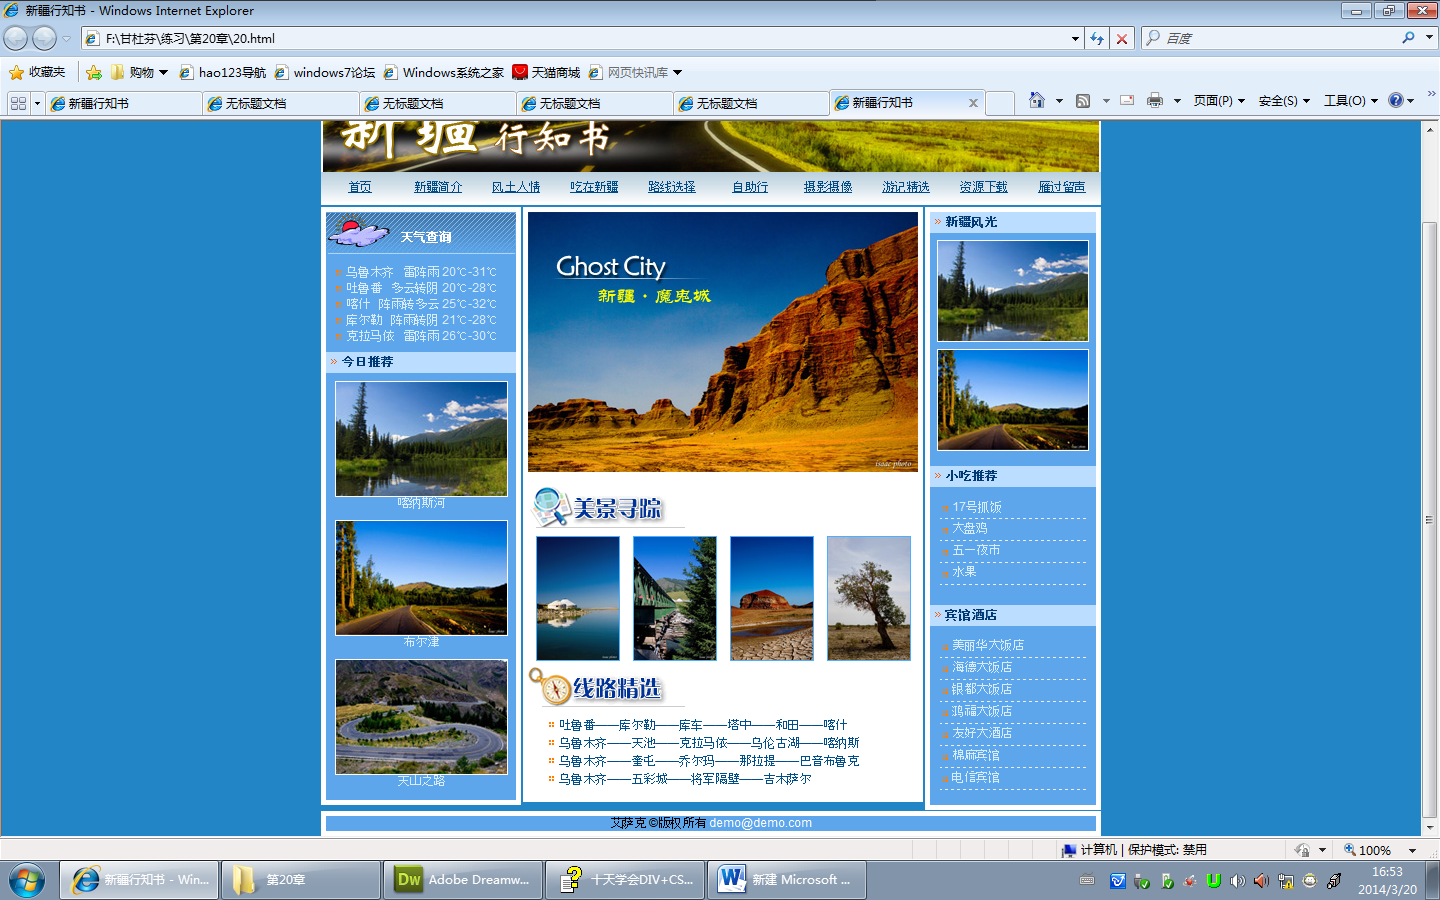 新疆行知书 - Windows Internet Explorer
F:\甘杜芬\练习\第20章\20.html
百度
收藏夹 购物 hao123导航 windows7论坛 Windows系统之家 天猫商城 网页快讯库
新疆行知书 无标题文档 无标题文档 无标题文档 无标题文档 新疆行知书
页面(P) 安全(S) 工具(O)
新疆行知书
首页 新疆简介 风土人情 吃在新疆 路线选择 自助行 摄影摄像 游记精选 资源下载 雁过留声
天气查询
乌鲁木齐 雷阵雨 20℃-31℃
吐鲁番 多云转阴 20℃-28℃
喀什 阵雨转多云 25℃-32℃
库尔勒 阵雨转阴 21℃-28℃
克拉马依 雷阵雨 26℃-30℃
今日推荐
喀纳斯河
布尔津
天山之路
Ghost City
新疆·魔鬼城
isaac photo
美景寻踪
线路精选
吐鲁番——库尔勒——库车——塔中——和田——喀什
乌鲁木齐——天池——克拉马依——乌伦古湖——喀纳斯
乌鲁木齐——奎屯——乔尔玛——那拉提——巴音布鲁克
乌鲁木齐——五彩城——将军隔壁——吉木萨尔
新疆风光
小吃推荐
17号抓饭
大盘鸡
五一夜市
水果
宾馆酒店
美丽华大饭店
海德大饭店
银都大饭店
鸿福大饭店
友好大酒店
棉麻宾馆
电信宾馆
艾萨克 ©版权所有 demo@demo.com
计算机 | 保护模式: 禁用
100%
新疆行知书 - Win...
第20章
Dw Adobe Dreamw...
十天学会DIV+CS...
新建 Microsoft ...
16:53
2014/3/20